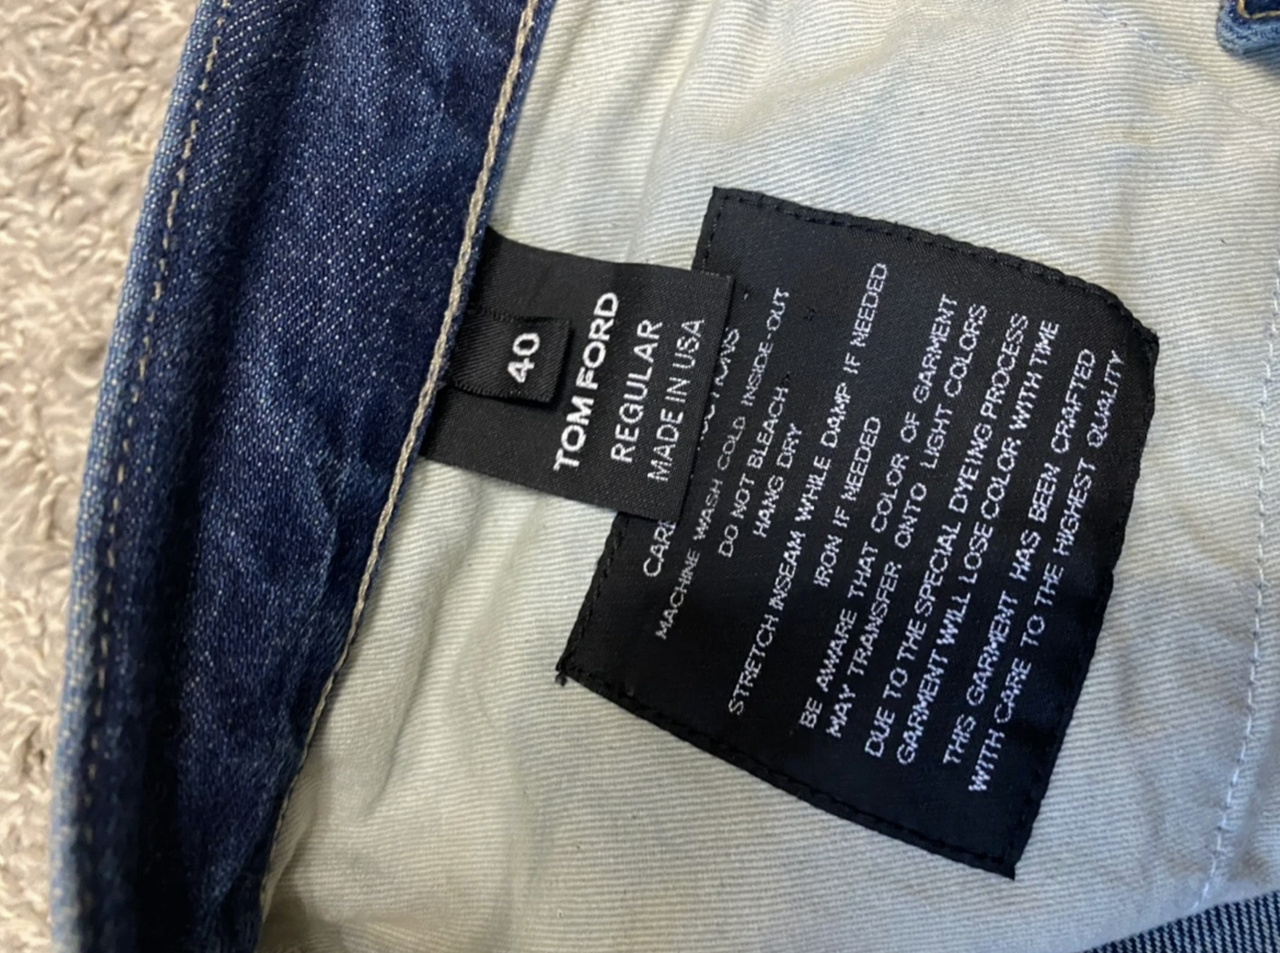 40
TOM FORD
REGULAR
MADE IN USA
MACHINE WASH COLD INSIDE-OUT
DO NOT BLEACH
HANG DRY
STRETCH INSEAM WHILE DAMP IF NEEDED
IRON IF NEEDED
BE AWARE THAT COLOR OF GARMENT
MAY TRANSFER ONTO LIGHT COLORS
DUE TO THE SPECIAL DYEING PROCESS
GARMENT WILL LOSE COLOR WITH TIME
THIS GARMENT HAS BEEN CRAFTED
WITH CARE TO THE HIGHEST QUALITY